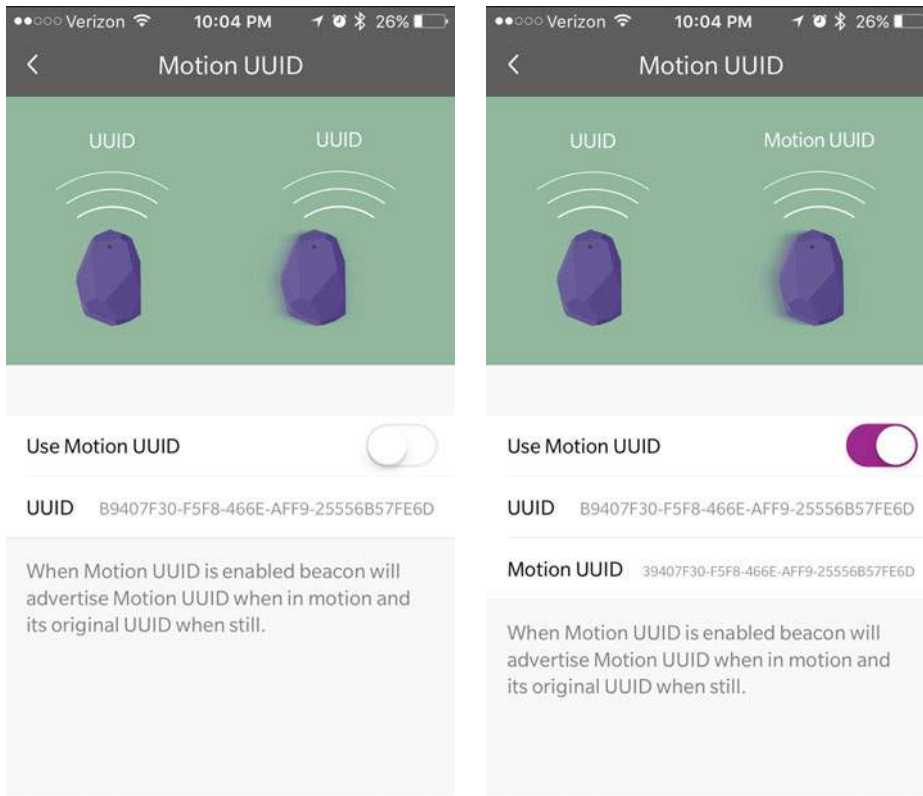 Verizon 10:04 PM 26%
Motion UUID
UUID UUID
Use Motion UUID
UUID B9407F30-F5F8-466E-AFF9-25556B57FE6D
When Motion UUID is enabled beacon will
advertise Motion UUID when in motion and
its original UUID when still.
Verizon 10:04 PM 26%
Motion UUID
UUID Motion UUID
Use Motion UUID
UUID B9407F30-F5F8-466E-AFF9-25556B57FE6D
Motion UUID 39407F30-F5F8-466E-AFF9-25556B57FE6D
When Motion UUID is enabled beacon will
advertise Motion UUID when in motion and
its original UUID when still.